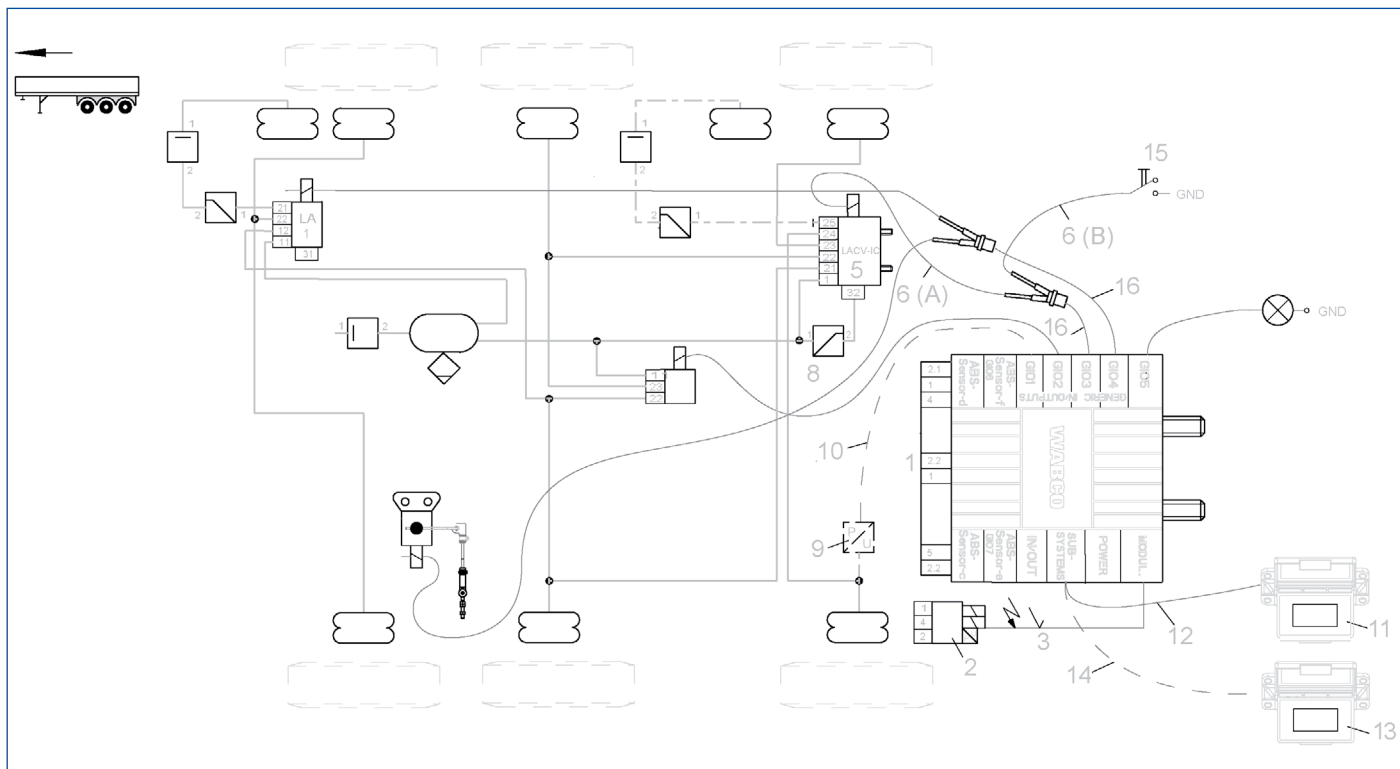 1
2
2
1
21
22
12
11
LA
1
31
1
2
2
1
25
24
23
22
21
1
LACV-IC
5
32
15
GND
6 (B)
6 (A)
16
16
GND
1
2
1
2
8
1
23
22
2.1
1
4
2.2
1
5
2.2
1
ABS-Sensor-d
ABS-Sensor-f
GIO6
GIO1
GIO2
GIO3
GIO4
GIO5
GENERIC IN/OUTPUTS
WABCO
ABS-Sensor-c
ABS-Sensor-e
GIO7
IN/OUT
SUB-SYSTEMS
POWER
MODUL.
10
P
U
9
1
4
2
2
3
12
11
14
13